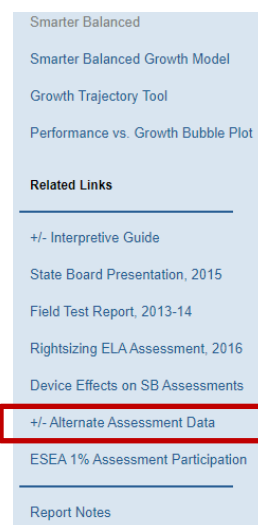 Smarter Balanced
Smarter Balanced Growth Model
Growth Trajectory Tool
Performance vs. Growth Bubble Plot
Related Links
+/- Interpretive Guide
State Board Presentation, 2015
Field Test Report, 2013-14
Rightsizing ELA Assessment, 2016
Device Effects on SB Assessments
+/- Alternate Assessment Data
ESEA 1% Assessment Participation
Report Notes